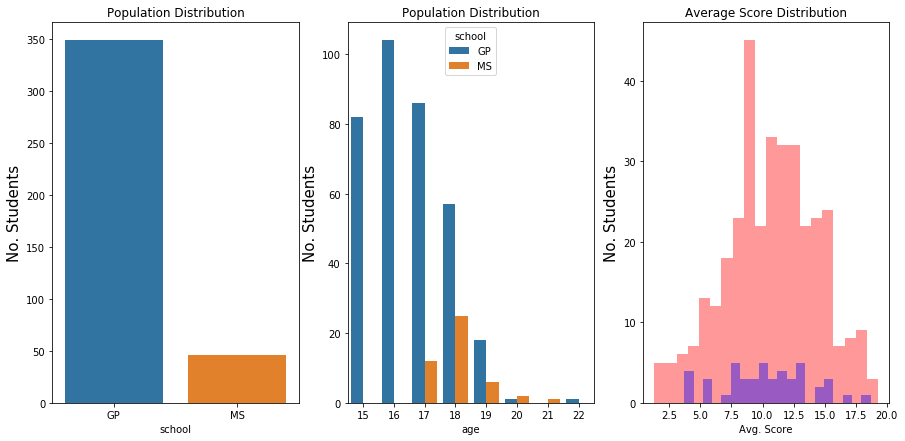 Population Distribution
No. Students
350
300
250
200
150
100
50
0
GP
MS
school
Population Distribution
No. Students
100
80
60
40
20
0
school
GP
MS
15
16
17
18
19
20
21
22
age
Average Score Distribution
No. Students
40
30
20
10
0
2.5
5.0
7.5
10.0
12.5
15.0
17.5
20.0
Avg. Score